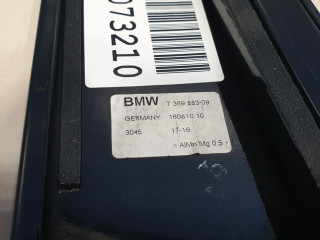 073210
BMW 7 369 883-09
GERMANY 160810 10
3045 17-16
> AlMn Mg 0.5 <